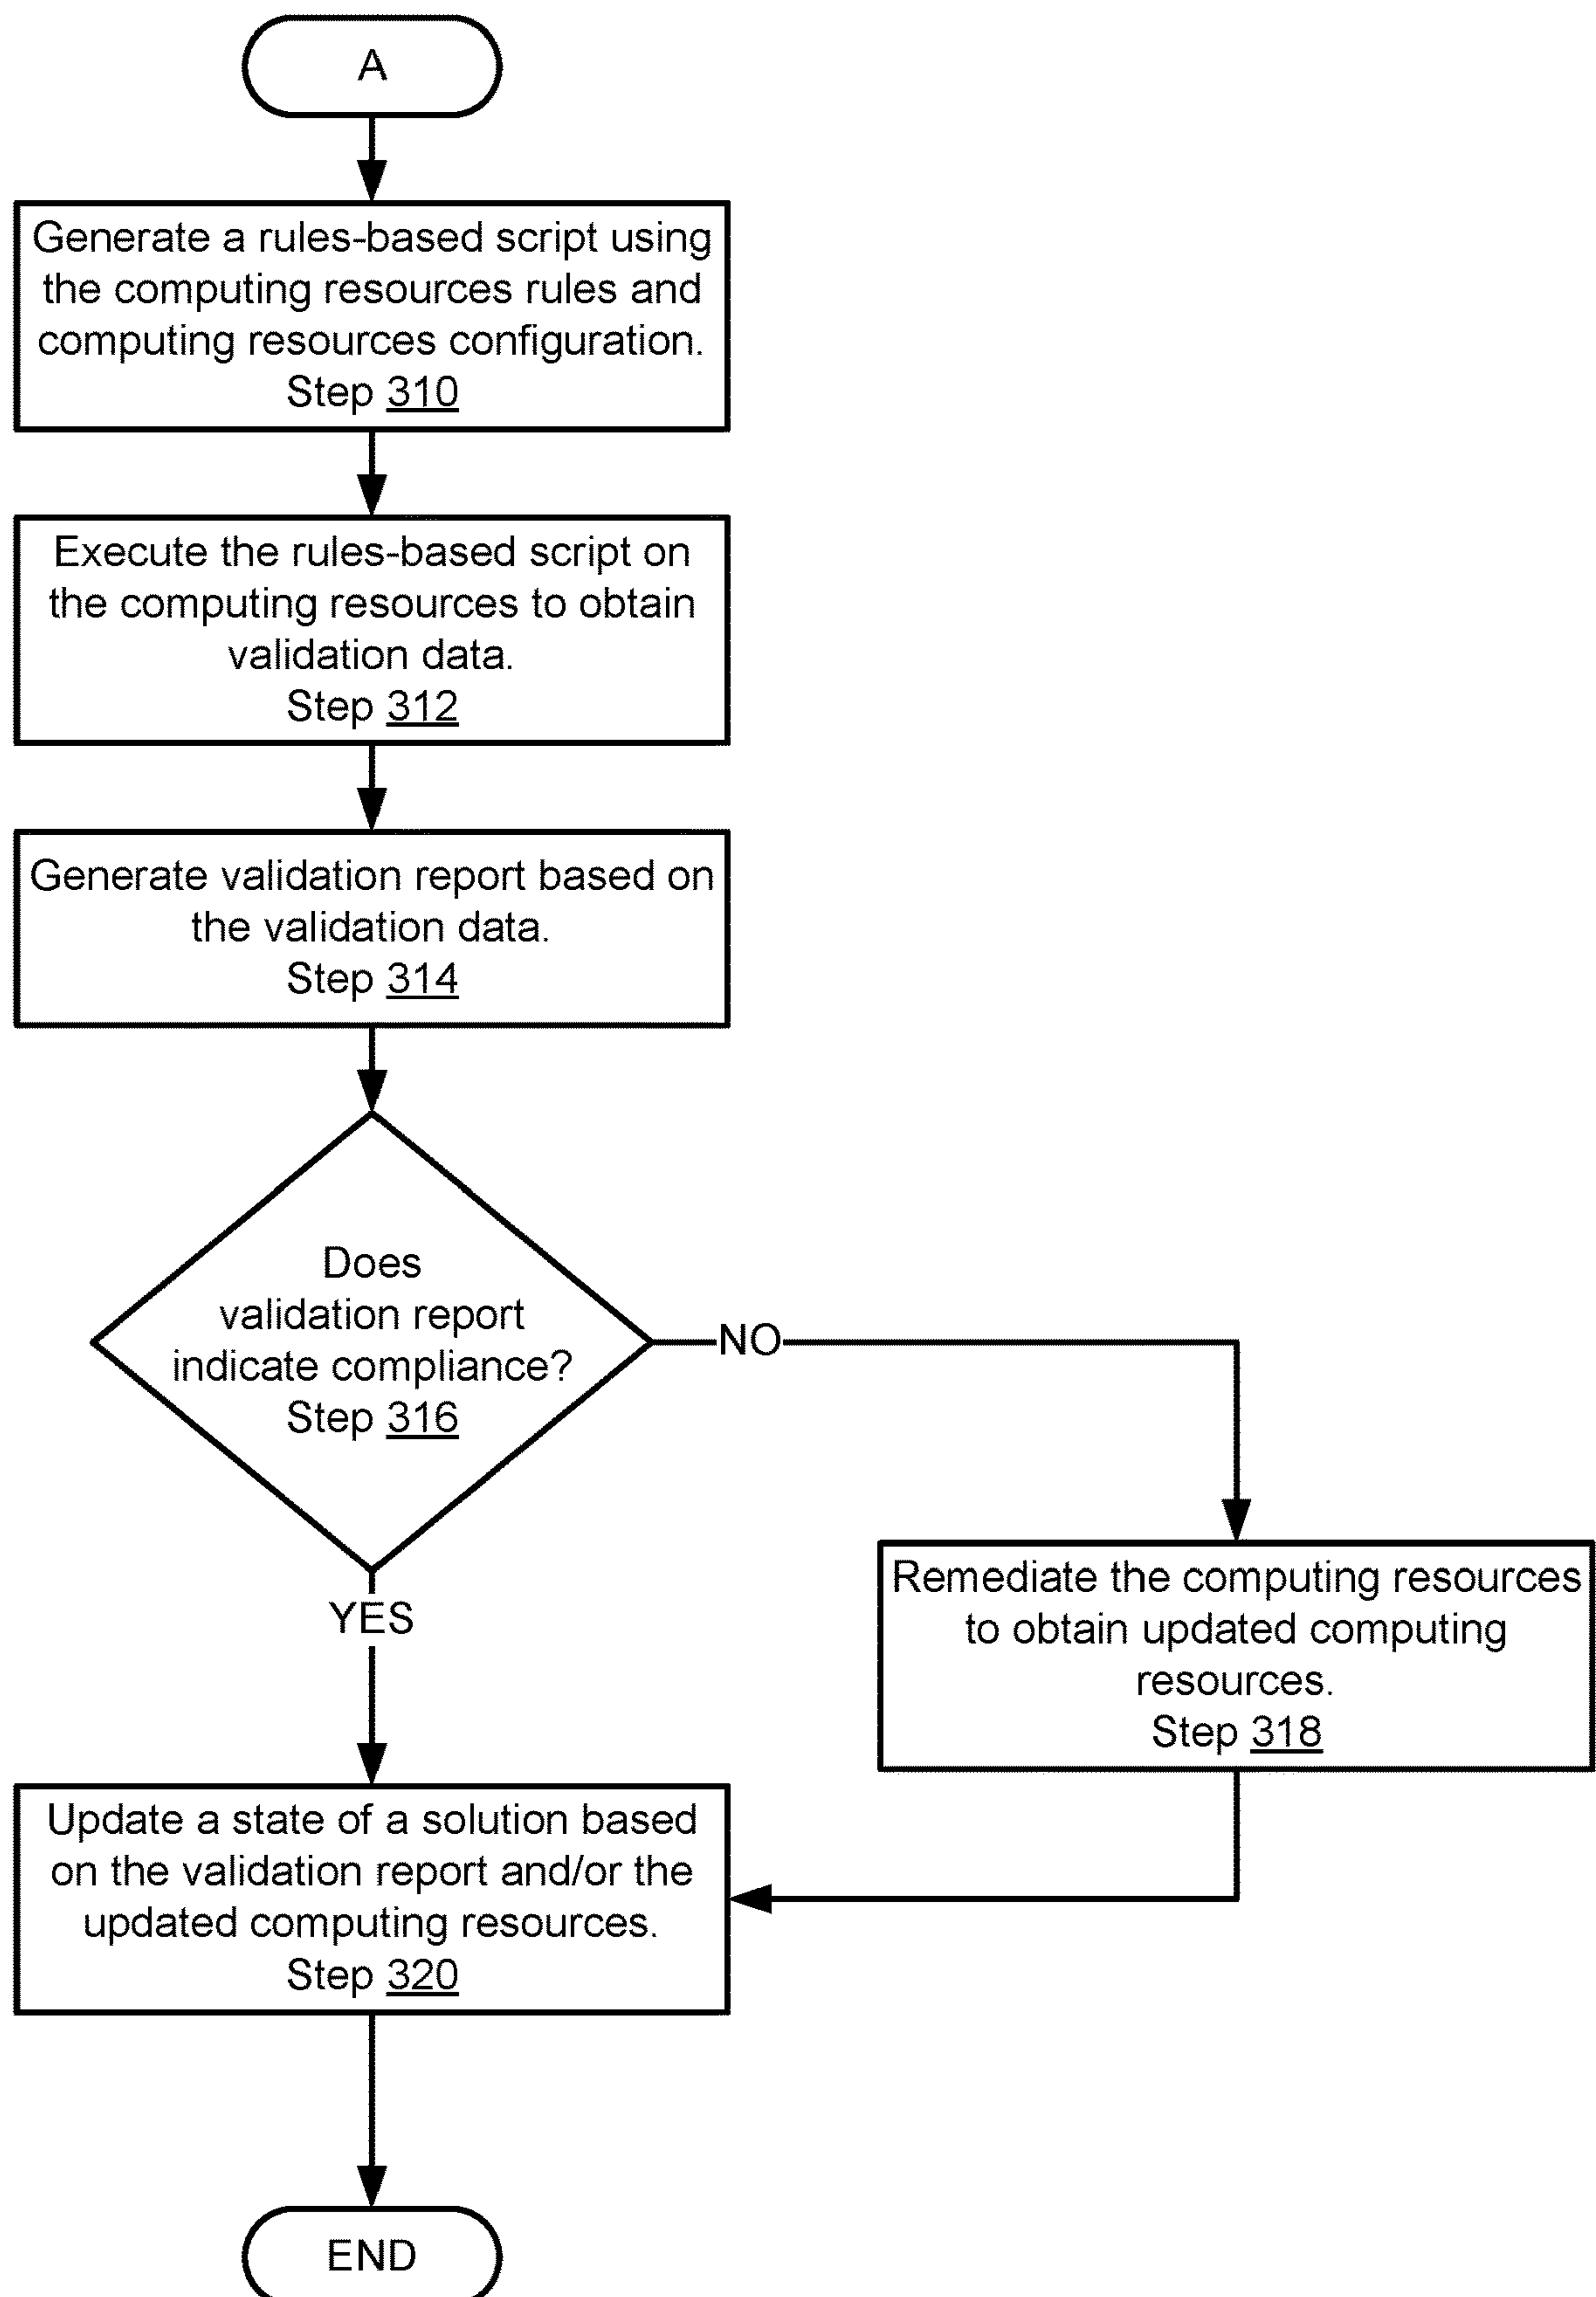 A
Generate a rules-based script using
the computing resources rules and
computing resources configuration.
Step 310
Execute the rules-based script on
the computing resources to obtain
validation data.
Step 312
Generate validation report based on
the validation data.
Step 314
Does
validation report
indicate compliance?
Step 316
NO
YES
Remediate the computing resources
to obtain updated computing
resources.
Step 318
Update a state of a solution based
on the validation report and/or the
updated computing resources.
Step 320
END